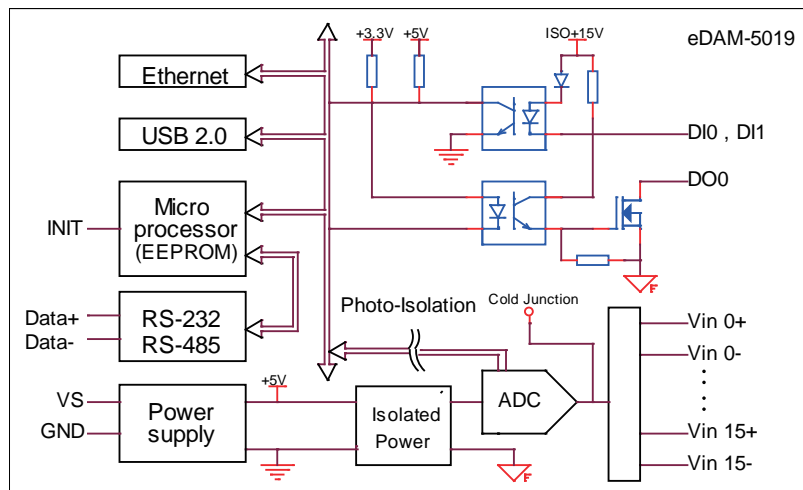 eDAM-5019
+3.3V
+5V
ISO+15V
Ethernet
USB 2.0
DI0 , DI1
DO0
INIT
Micro
processor
(EEPROM)
Photo-Isolation
Cold Junction
Data+
Data-
RS-232
RS-485
Vin 0+
Vin 0-
Vin 15+
Vin 15-
+5V
VS
GND
Power
supply
Isolated
Power
ADC
F
F